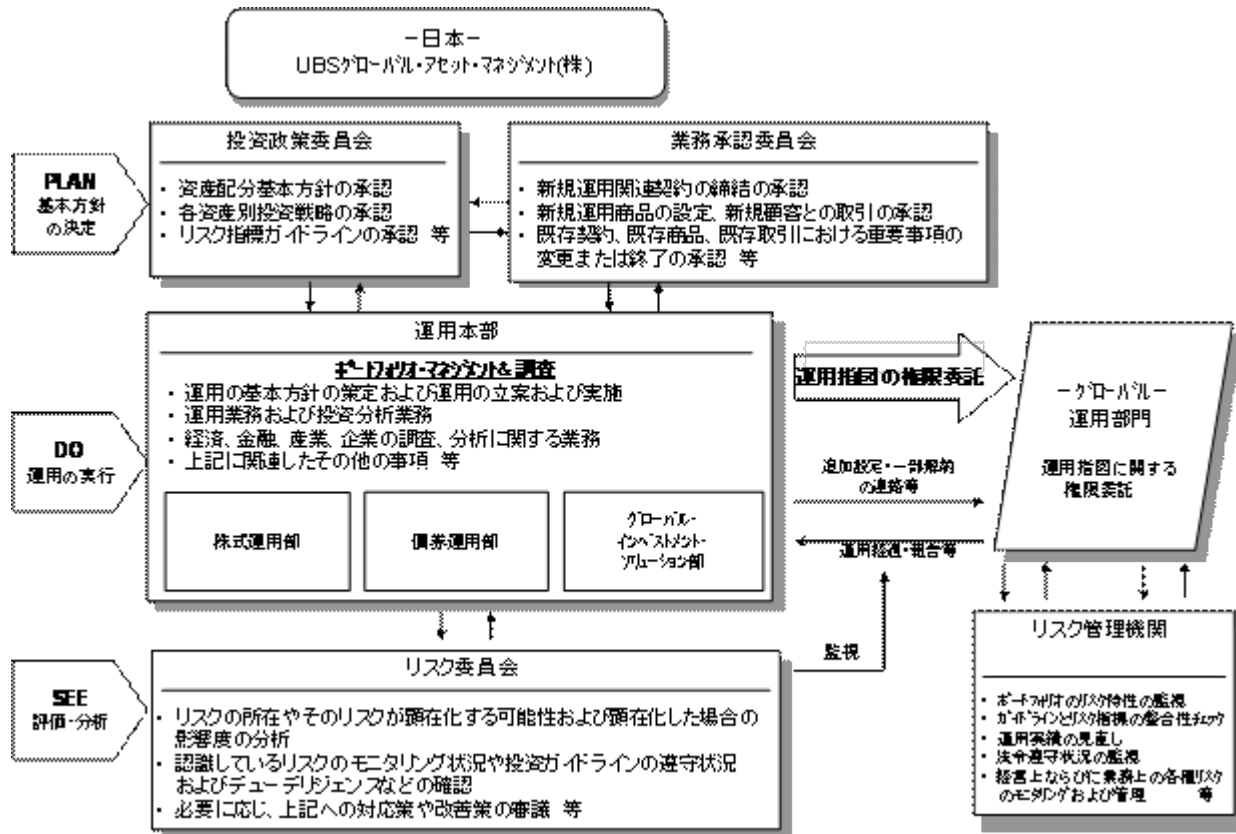 －日本－
UBSグローバル・アセット・マネジメント(株)
PLAN
基本方針
の決定
投資政策委員会
・ 資産配分基本方針の承認
・ 各資産別投資戦略の承認
・ リスク指標ガイドラインの承認 等
業務承認委員会
・ 新規運用関連契約の締結の承認
・ 新規運用商品の設定、新規顧客との取引の承認
・ 既存契約、既存商品、既存取引における重要事項の
変更または終了の承認 等
DO
運用の実行
運用本部
ポートフォリオ・マネジメント& 調査
・ 運用の基本方針の策定および運用の立案および実施
・ 運用業務および投資分析業務
・ 経済、金融、産業、企業の調査、分析に関する業務
・ 上記に関連したその他の事項 等
株式運用部
債券運用部
グローバル・
インベストメント・
ソリューション部
運用指図の権限委託
追加設定・一部解約
の連絡等
運用経過・報告等
－グローバル－
運用部門
運用指図に関する
権限委託
監視
SEE
評価・分析
リスク委員会
・ リスクの所在やそのリスクが顕在化する可能性および顕在化した場合の
影響度の分析
・ 認識しているリスクのモニタリング状況や投資ガイドラインの遵守状況
およびデューデリジェンスなどの確認
・ 必要に応じ、上記への対応策や改善策の審議 等
リスク管理機関
・ ポートフォリオのリスク特性の監視
・ ガイドラインとリスク指標の整合性チェック
・ 運用実績の見直し
・ 法令遵守状況の監視
・ 経営上ならびに業務上の各種リスク
のモニタリングおよび管理 等